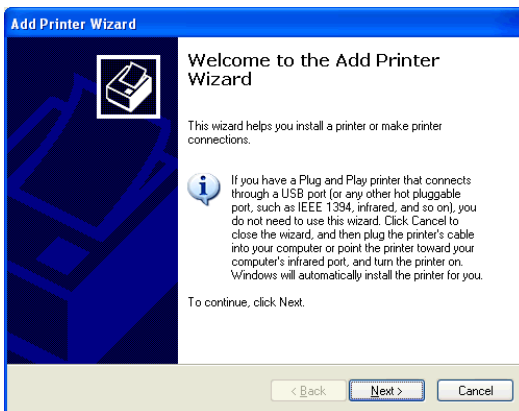 Add Printer Wizard
Welcome to the Add Printer
Wizard
This wizard helps you install a printer or make printer
connections.
If you have a Plug and Play printer that connects
through a USB port (or any other hot pluggable
port, such as IEEE 1394, infrared, and so on), you
do not need to use this wizard. Click Cancel to
close the wizard, and then plug the printer's cable
into your computer or point the printer toward your
computer's infrared port, and turn the printer on.
Windows will automatically install the printer for you.
To continue, click Next.
< Back Next > Cancel